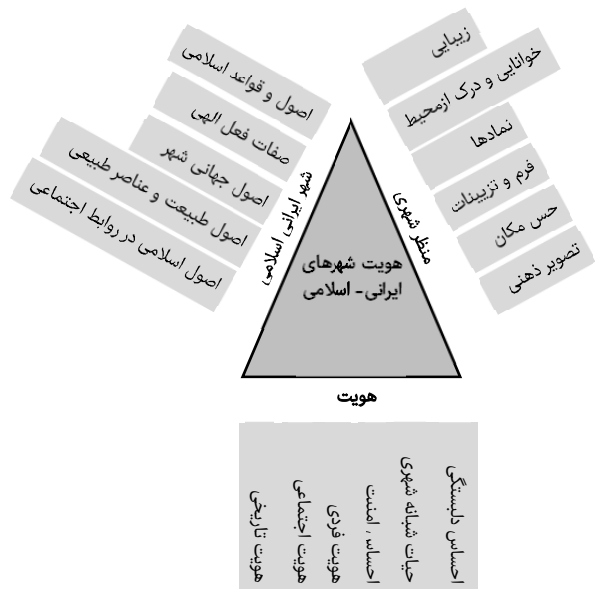 زیبایی
خوانایی و درک ازمحیط
نمادها
فرم و تزیینات
حس مکان
تصویر ذهنی
منظر شهری
اصول و قواعد اسلامی
صفات فعل الهی
اصول جهانی شهر
اصول طبیعت و عناصر طبیعی
اصول اسلامی در روابط اجتماعی
شهر ایرانی اسلامی
هویت شهرهای
ایرانی- اسلامی
هویت
احساس دلبستگی
حیات شبانه شهری
احساس امنیت
هویت فردی
هویت اجتماعی
هویت تاریخی